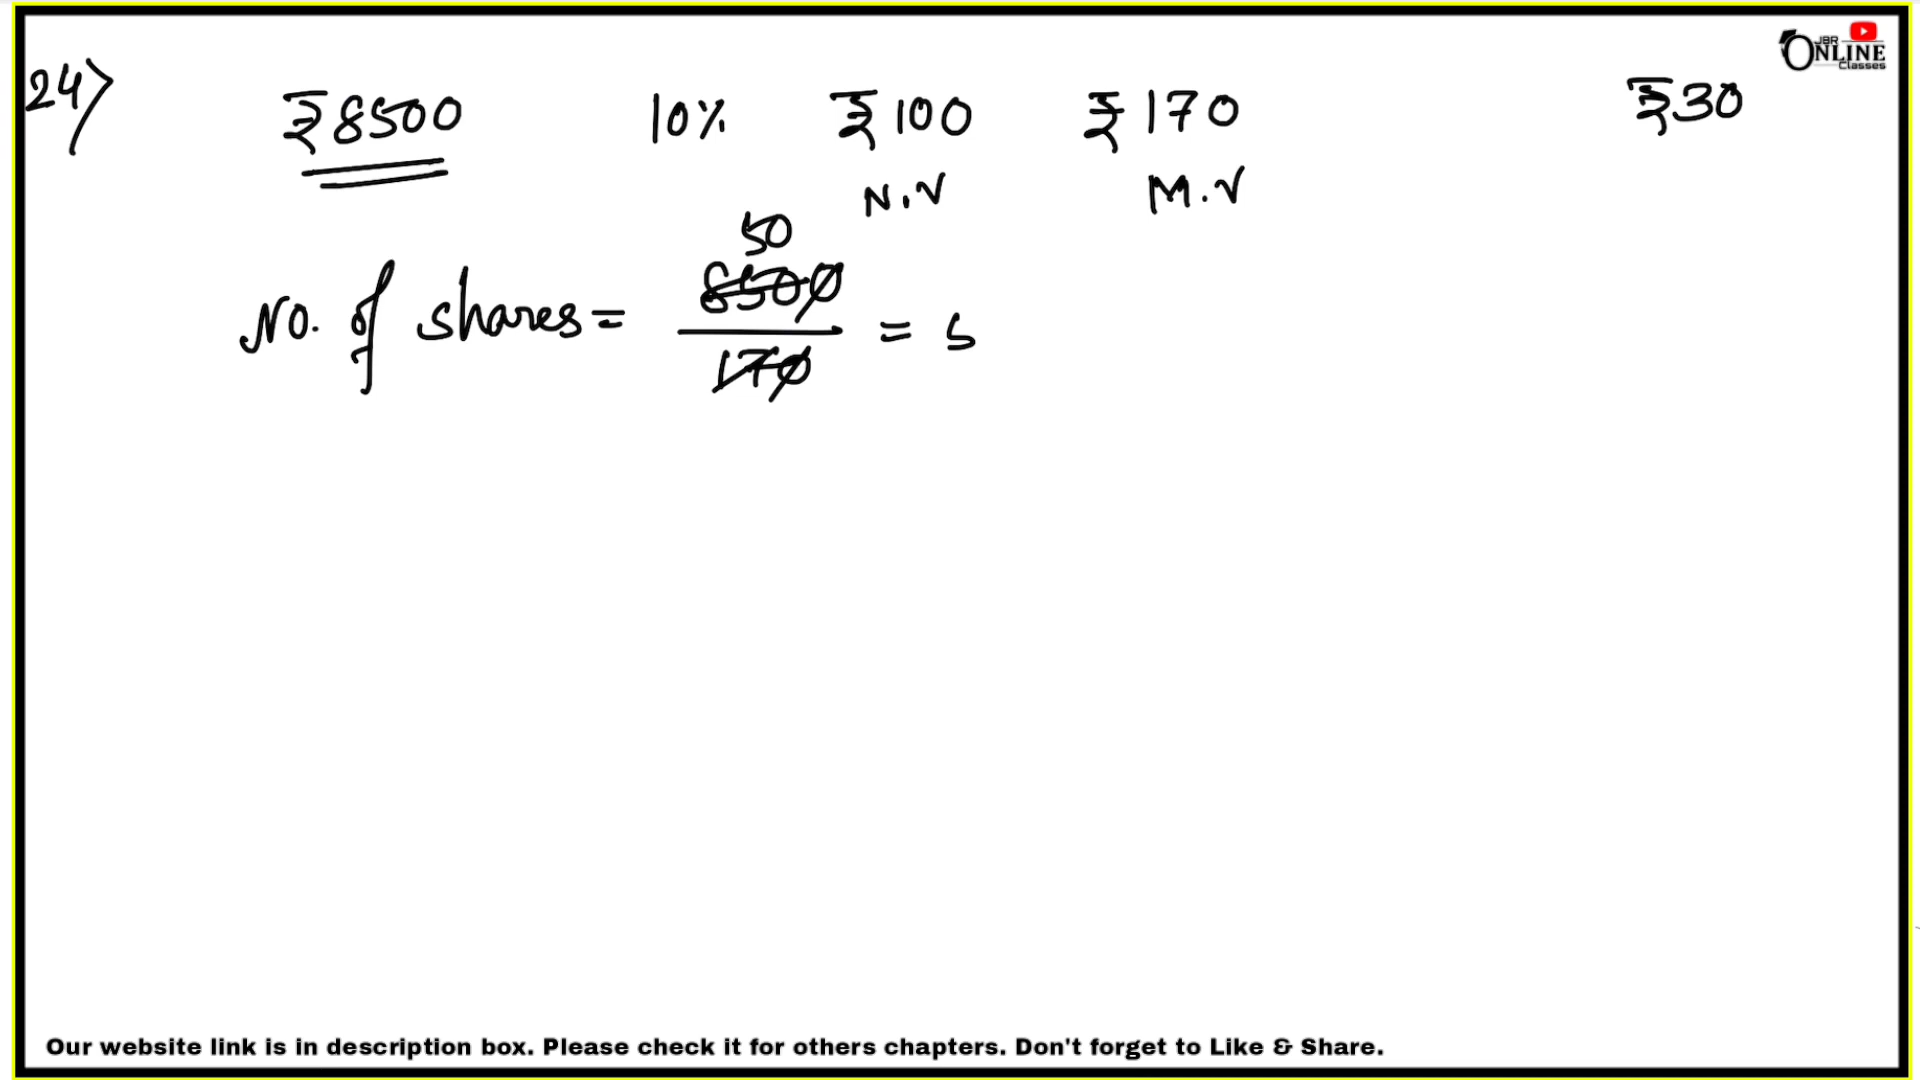 24) ₹8500 10% ₹100 ₹170 ₹30
N.V M.V
50
No. of shares = 8500/170 = 5
JBR ONLINE Classes
Our website link is in description box. Please check it for others chapters. Don't forget to Like & Share.